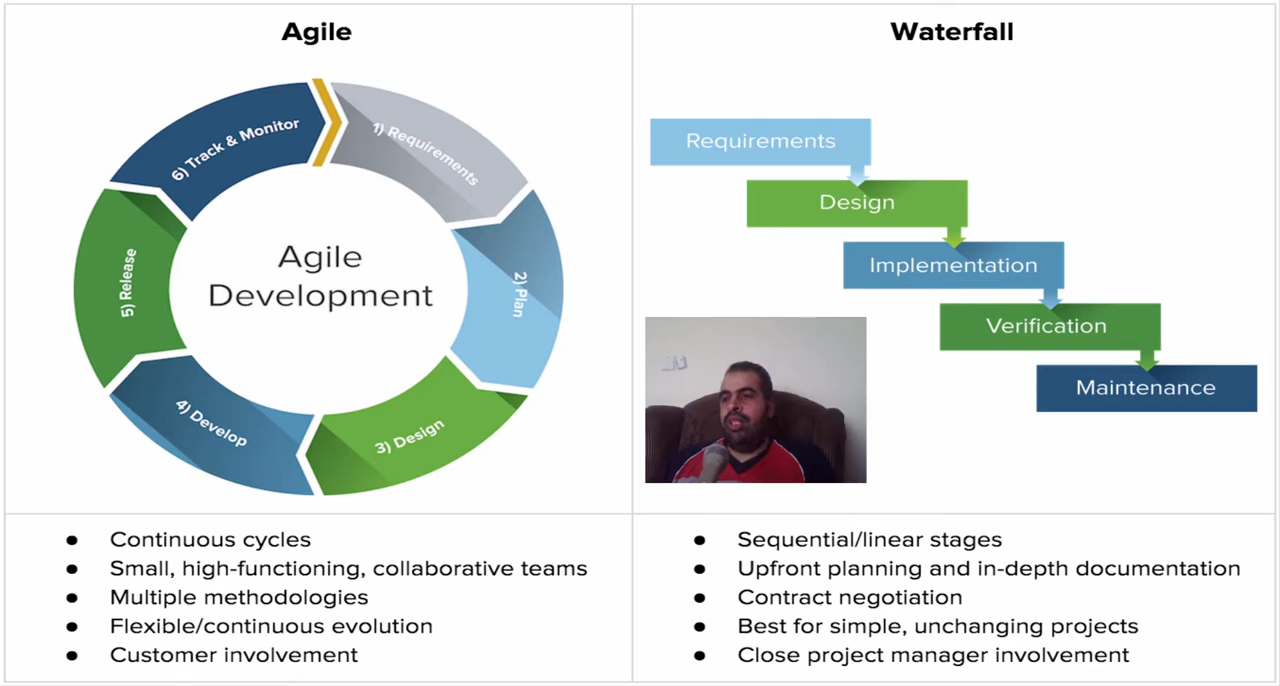 Agile
1) Requirements
2) Plan
3) Design
4) Develop
5) Release
6) Track & Monitor
Agile
Development
● Continuous cycles
● Small, high-functioning, collaborative teams
● Multiple methodologies
● Flexible/continuous evolution
● Customer involvement
Waterfall
Requirements
Design
Implementation
Verification
Maintenance
● Sequential/linear stages
● Upfront planning and in-depth documentation
● Contract negotiation
● Best for simple, unchanging projects
● Close project manager involvement